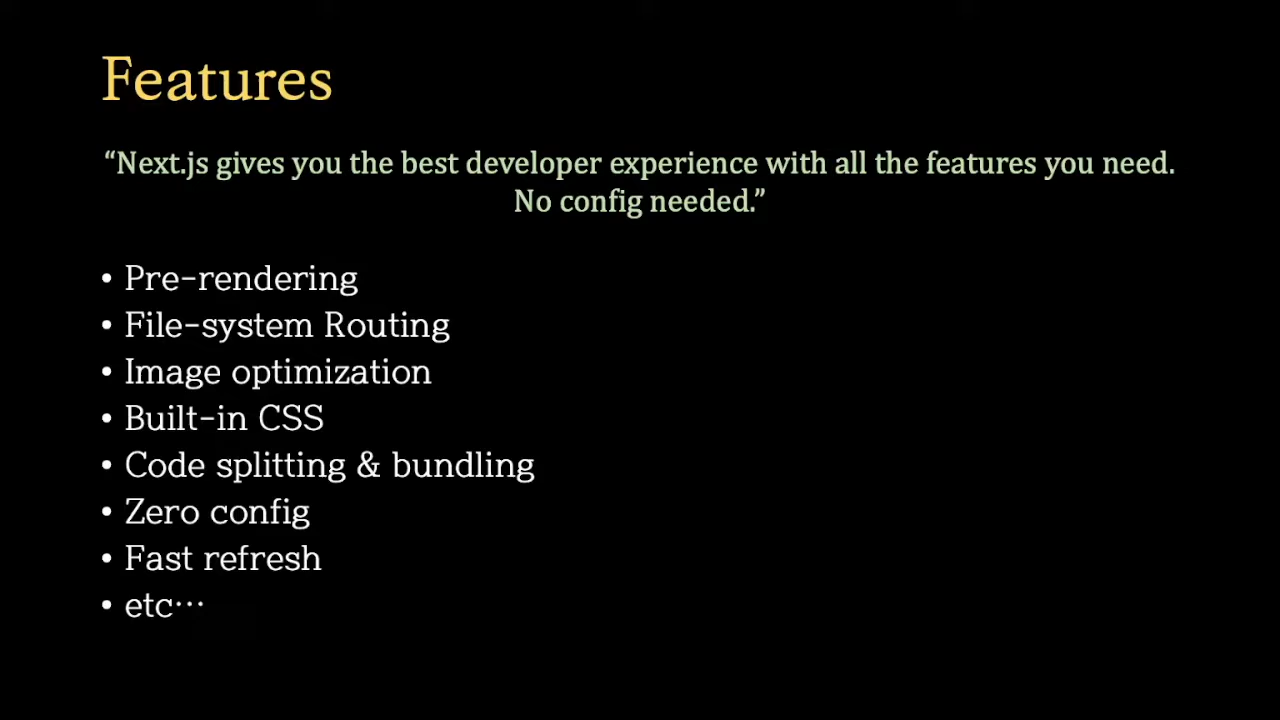 Features
“Next.js gives you the best developer experience with all the features you need.
No config needed.”
• Pre-rendering
• File-system Routing
• Image optimization
• Built-in CSS
• Code splitting & bundling
• Zero config
• Fast refresh
• etc…